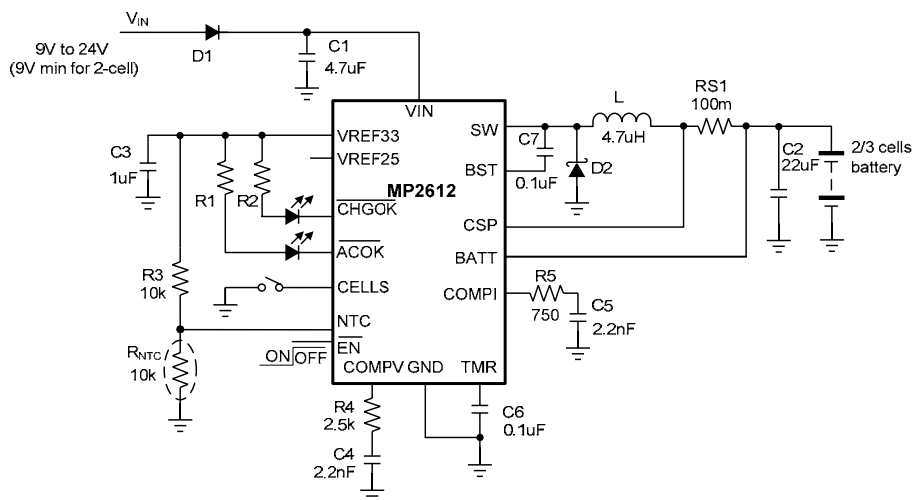 VIN
9V to 24V
(9V min for 2-cell)
D1
C1
4.7uF
VIN
L
4.7uH
RS1
100m
SW
C7
0.1uF
BST
D2
C2
22uF
2/3 cells
battery
VREF33
VREF25
C3
1uF
R1
R2
MP2612
CHGOK
ACOK
CSP
BATT
R3
10k
CELLS
COMPI
R5
750
C5
2.2nF
NTC
EN
ON OFF
RNTC
10k
COMPV
GND
TMR
R4
2.5k
C4
2.2nF
C6
0.1uF